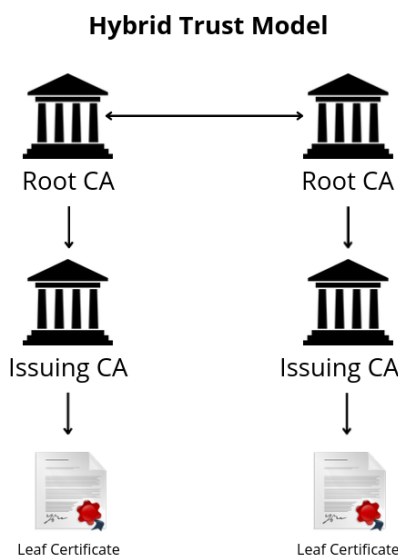 Hybrid Trust Model
Root CA Root CA
Issuing CA Issuing CA
Leaf Certificate Leaf Certificate